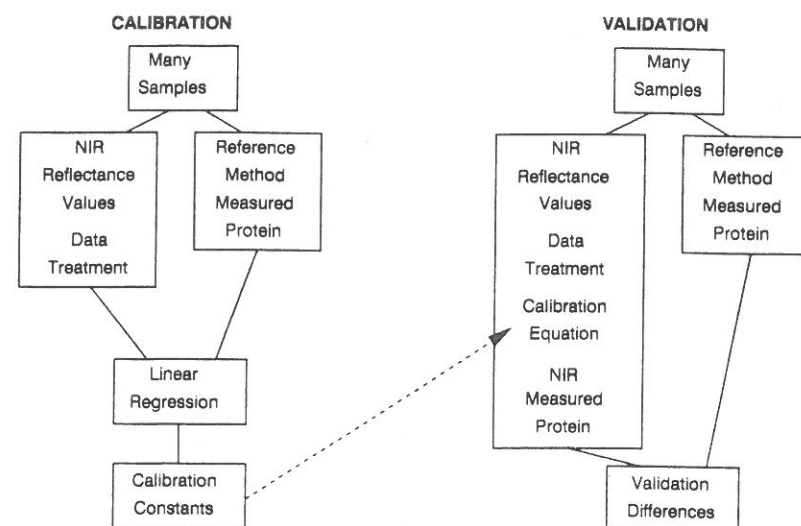 CALIBRATION
Many
Samples
NIR
Reflectance
Values
Data
Treatment
Reference
Method
Measured
Protein
Linear
Regression
Calibration
Constants
VALIDATION
Many
Samples
NIR
Reflectance
Values
Data
Treatment
Calibration
Equation
NIR
Measured
Protein
Reference
Method
Measured
Protein
Validation
Differences